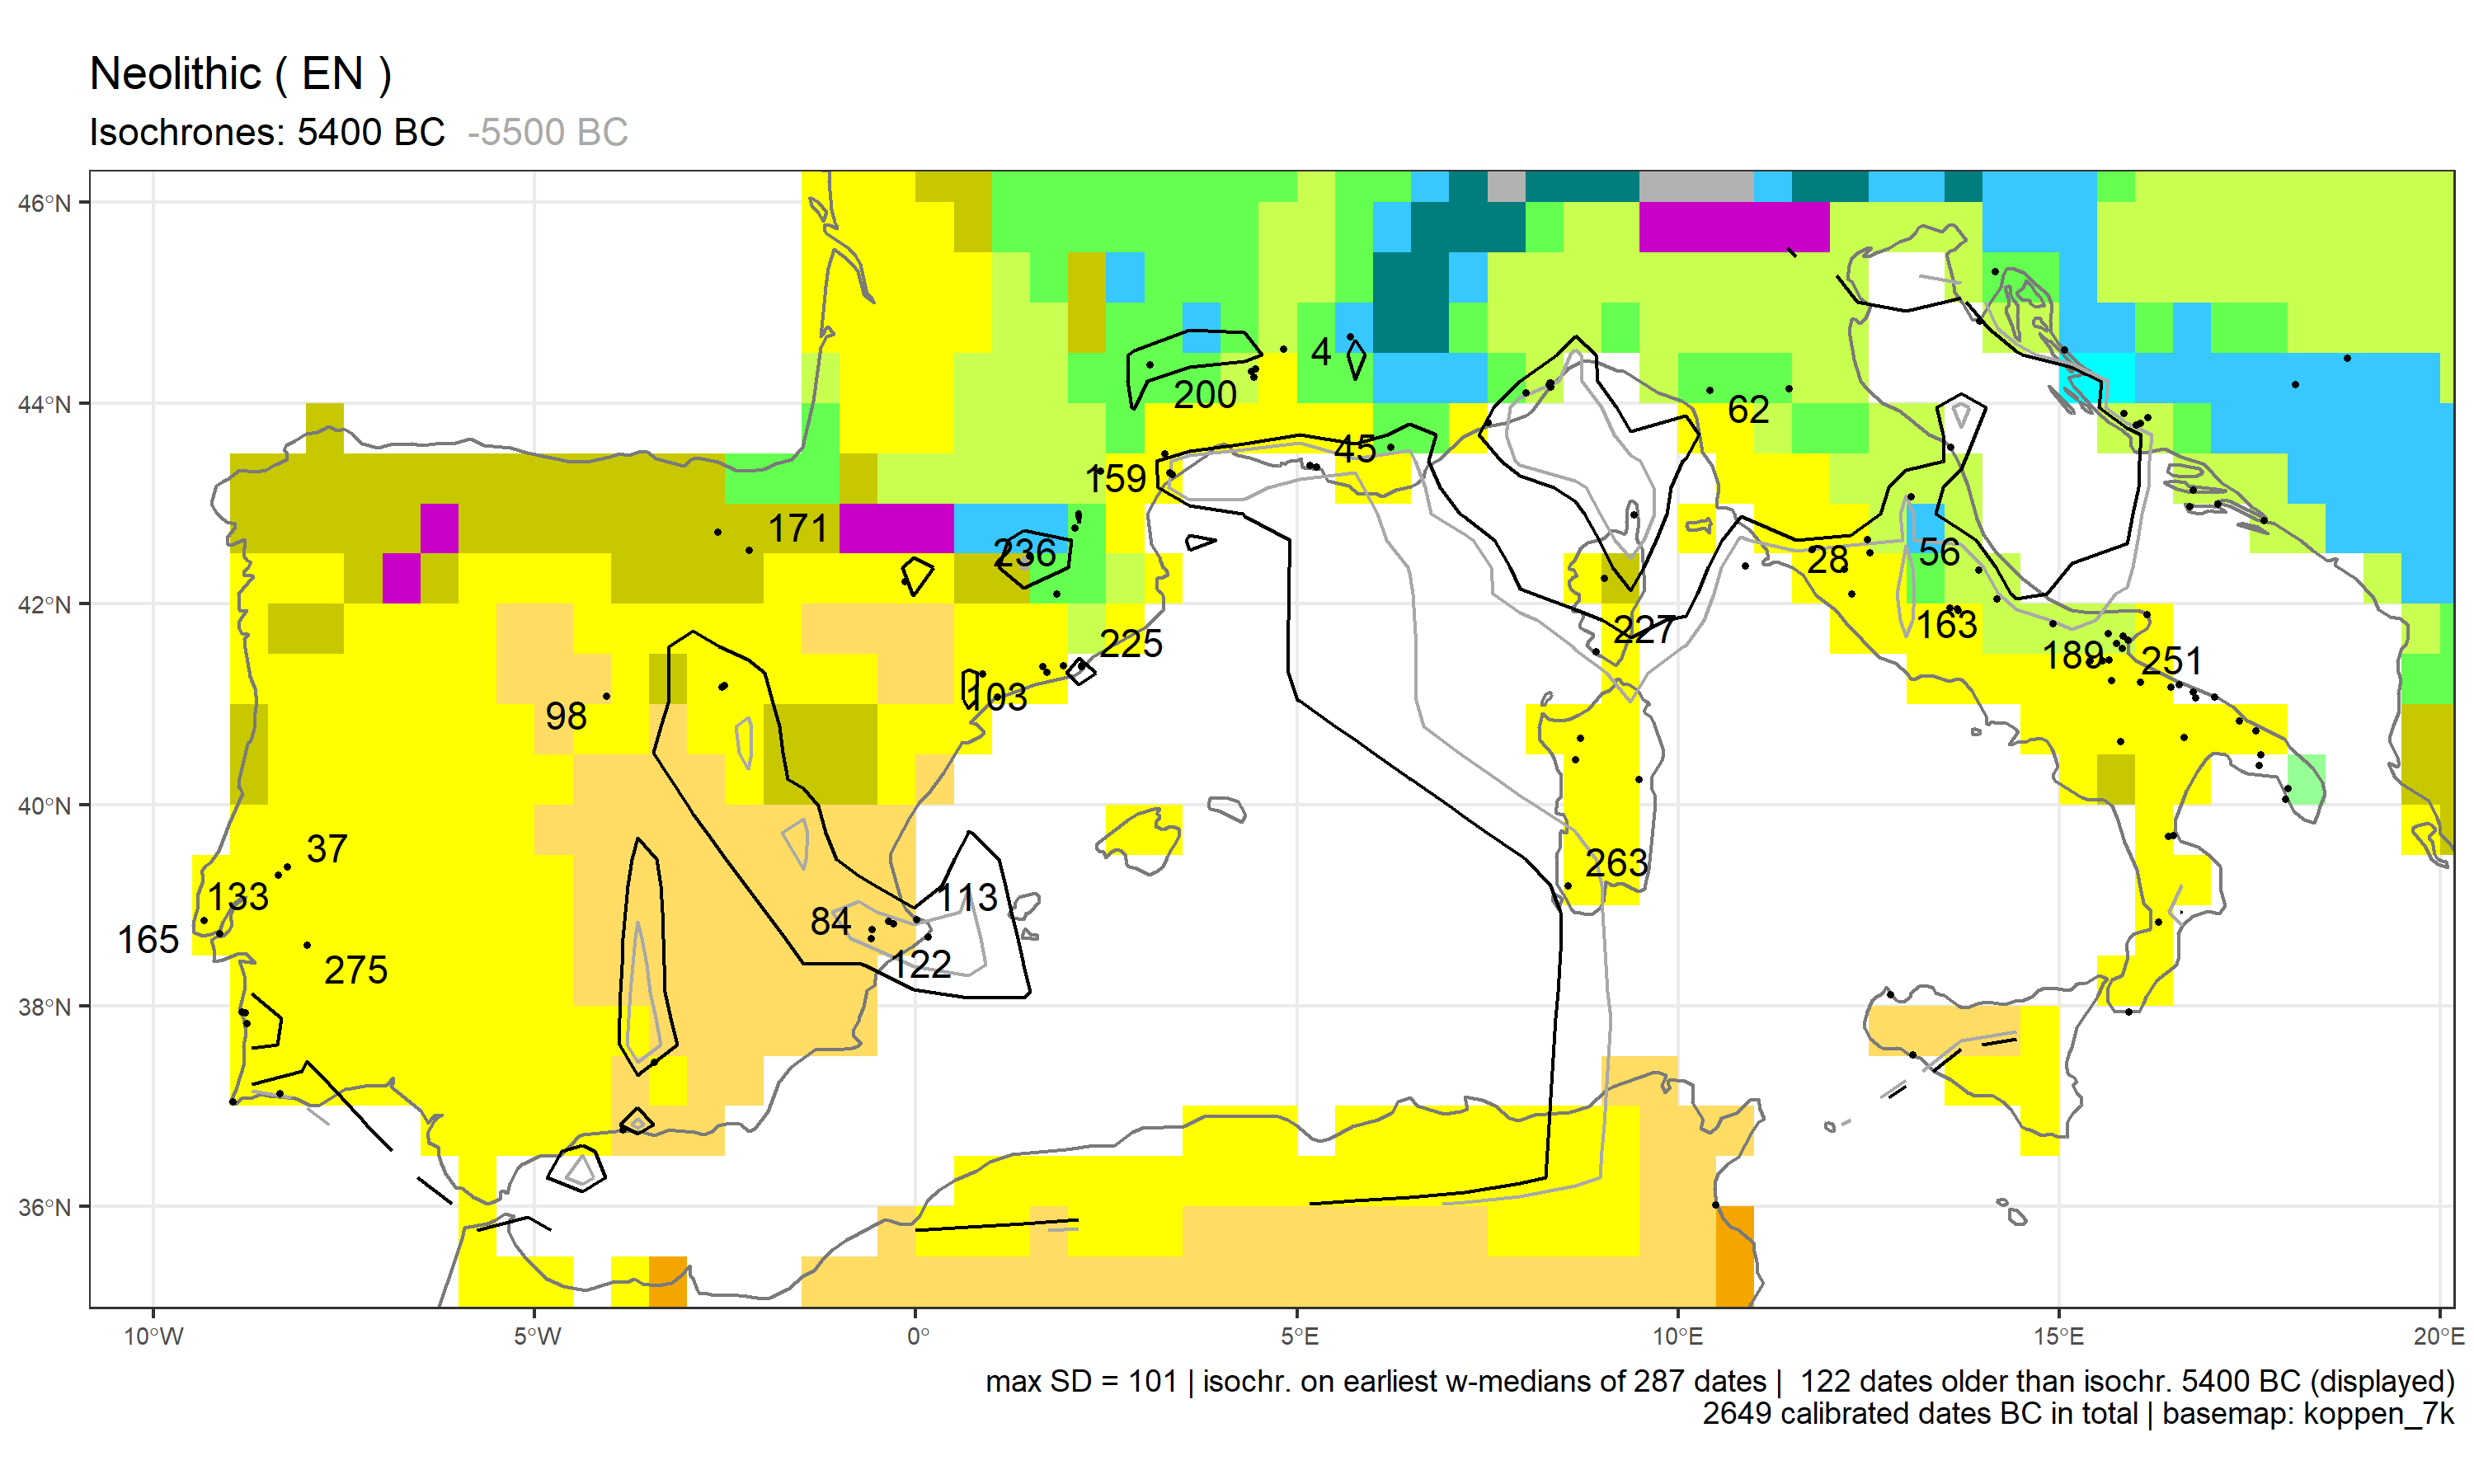 Neolithic ( EN )
Isochrones: 5400 BC -5500 BC
46°N
44°N
42°N
40°N
38°N
36°N
4
200
62
45
159
171
236
56
28
163
227
225
189
251
103
98
37
263
133
113
84
165
122
275
10°W
5°W
0°
5°E
10°E
15°E
20°E
max SD = 101 | isochr. on earliest w-medians of 287 dates | 122 dates older than isochr. 5400 BC (displayed)
2649 calibrated dates BC in total | basemap: koppen_7k